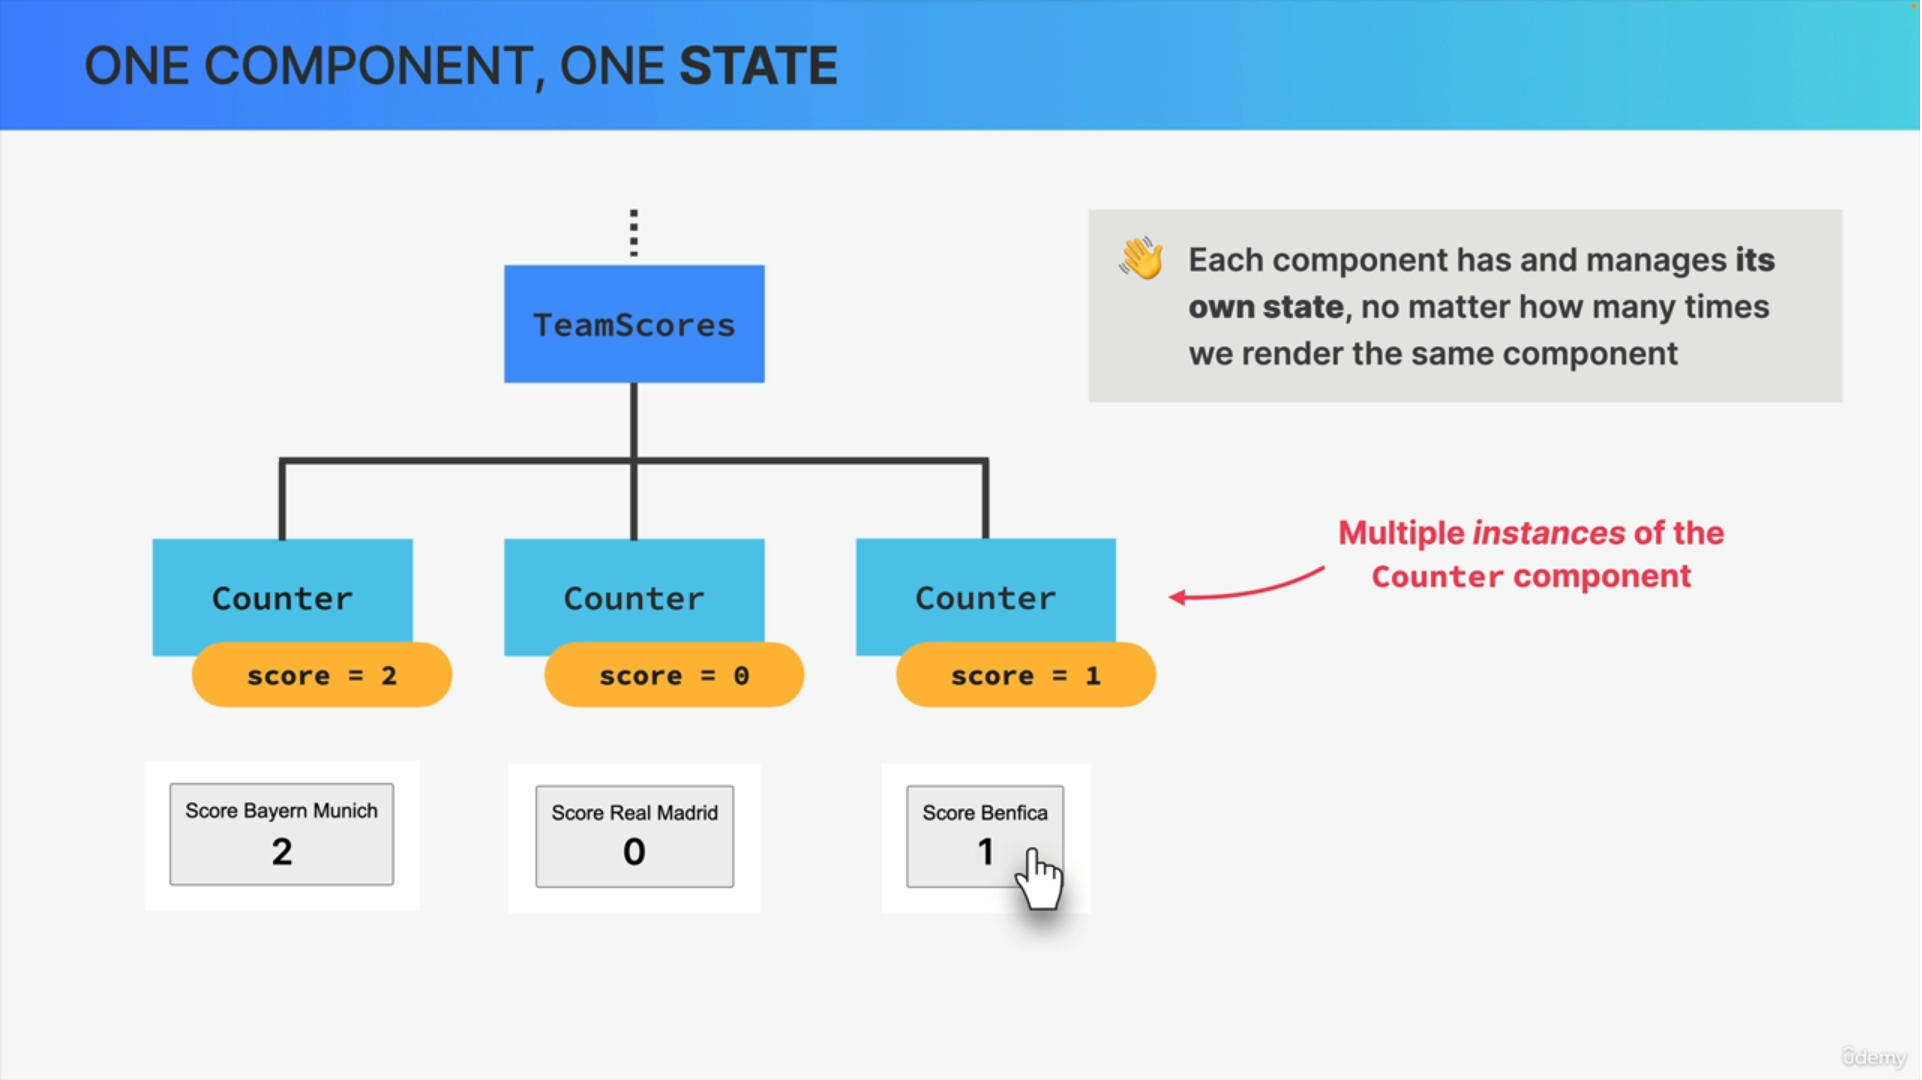 ONE COMPONENT, ONE STATE
TeamScores
👋 Each component has and manages its
own state, no matter how many times
we render the same component
Multiple instances of the
Counter component
Counter
score = 2
Counter
score = 0
Counter
score = 1
Score Bayern Munich
2
Score Real Madrid
0
Score Benfica
1
ûdemy